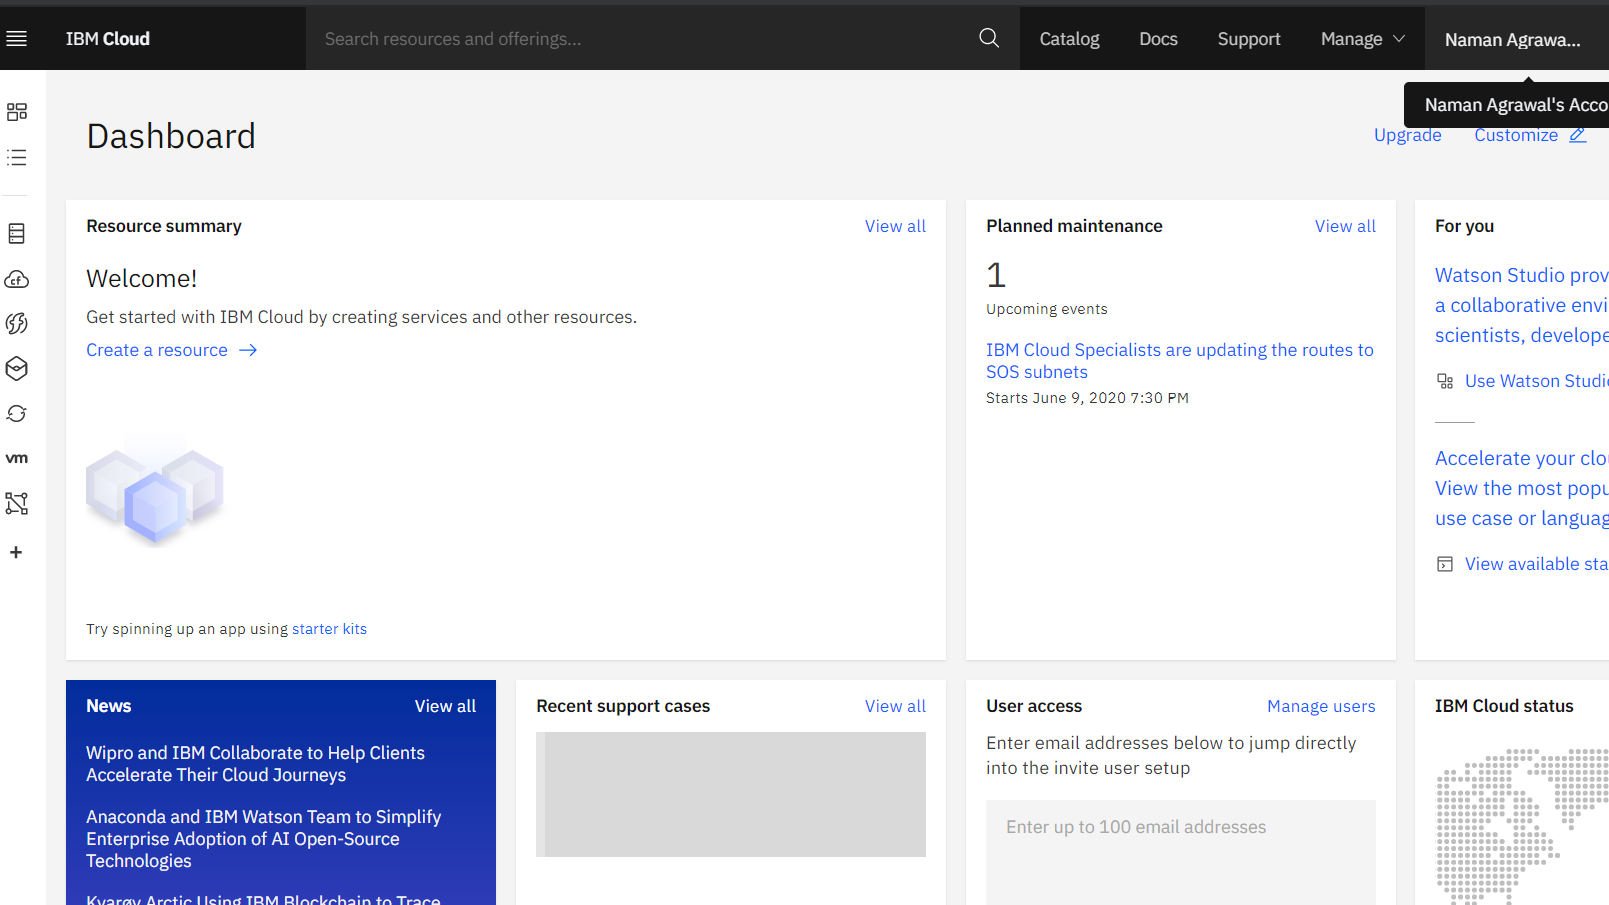 IBM Cloud
Search resources and offerings...
Catalog
Docs
Support
Manage
Naman Agrawa...
Naman Agrawal's Acco
Dashboard
Upgrade
Customize
Resource summary
View all
Welcome!
Get started with IBM Cloud by creating services and other resources.
Create a resource
Try spinning up an app using starter kits
Planned maintenance
View all
1
Upcoming events
IBM Cloud Specialists are updating the routes to
SOS subnets
Starts June 9, 2020 7:30 PM
For you
Watson Studio prov
a collaborative envi
scientists, develope
Use Watson Studi
Accelerate your clo
View the most popu
use case or languag
View available sta
cf
vm
News
View all
Wipro and IBM Collaborate to Help Clients
Accelerate Their Cloud Journeys
Anaconda and IBM Watson Team to Simplify
Enterprise Adoption of AI Open-Source
Technologies
Kvarøy Arctic Using IBM Blockchain to Trace
Recent support cases
View all
User access
Manage users
Enter email addresses below to jump directly
into the invite user setup
Enter up to 100 email addresses
IBM Cloud status